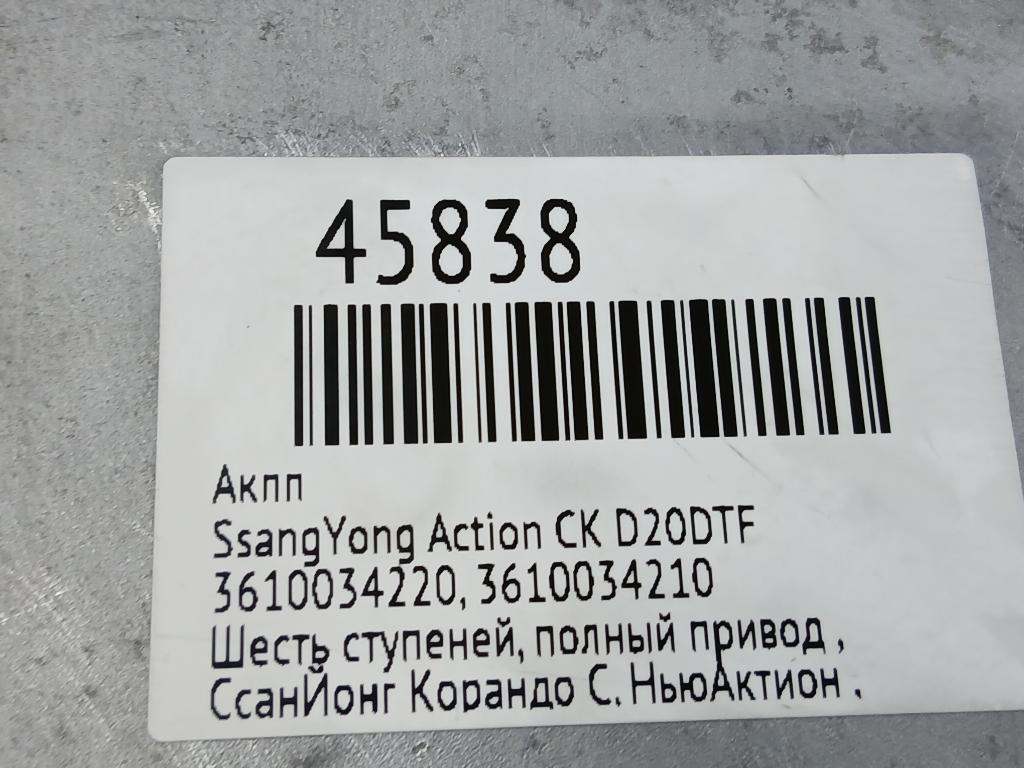 45838
Акпп
SsangYong Action CK D20DTF
3610034220, 3610034210
Шесть ступеней, полный привод ,
СсанЙонг Корандо С, НьюАктион ,